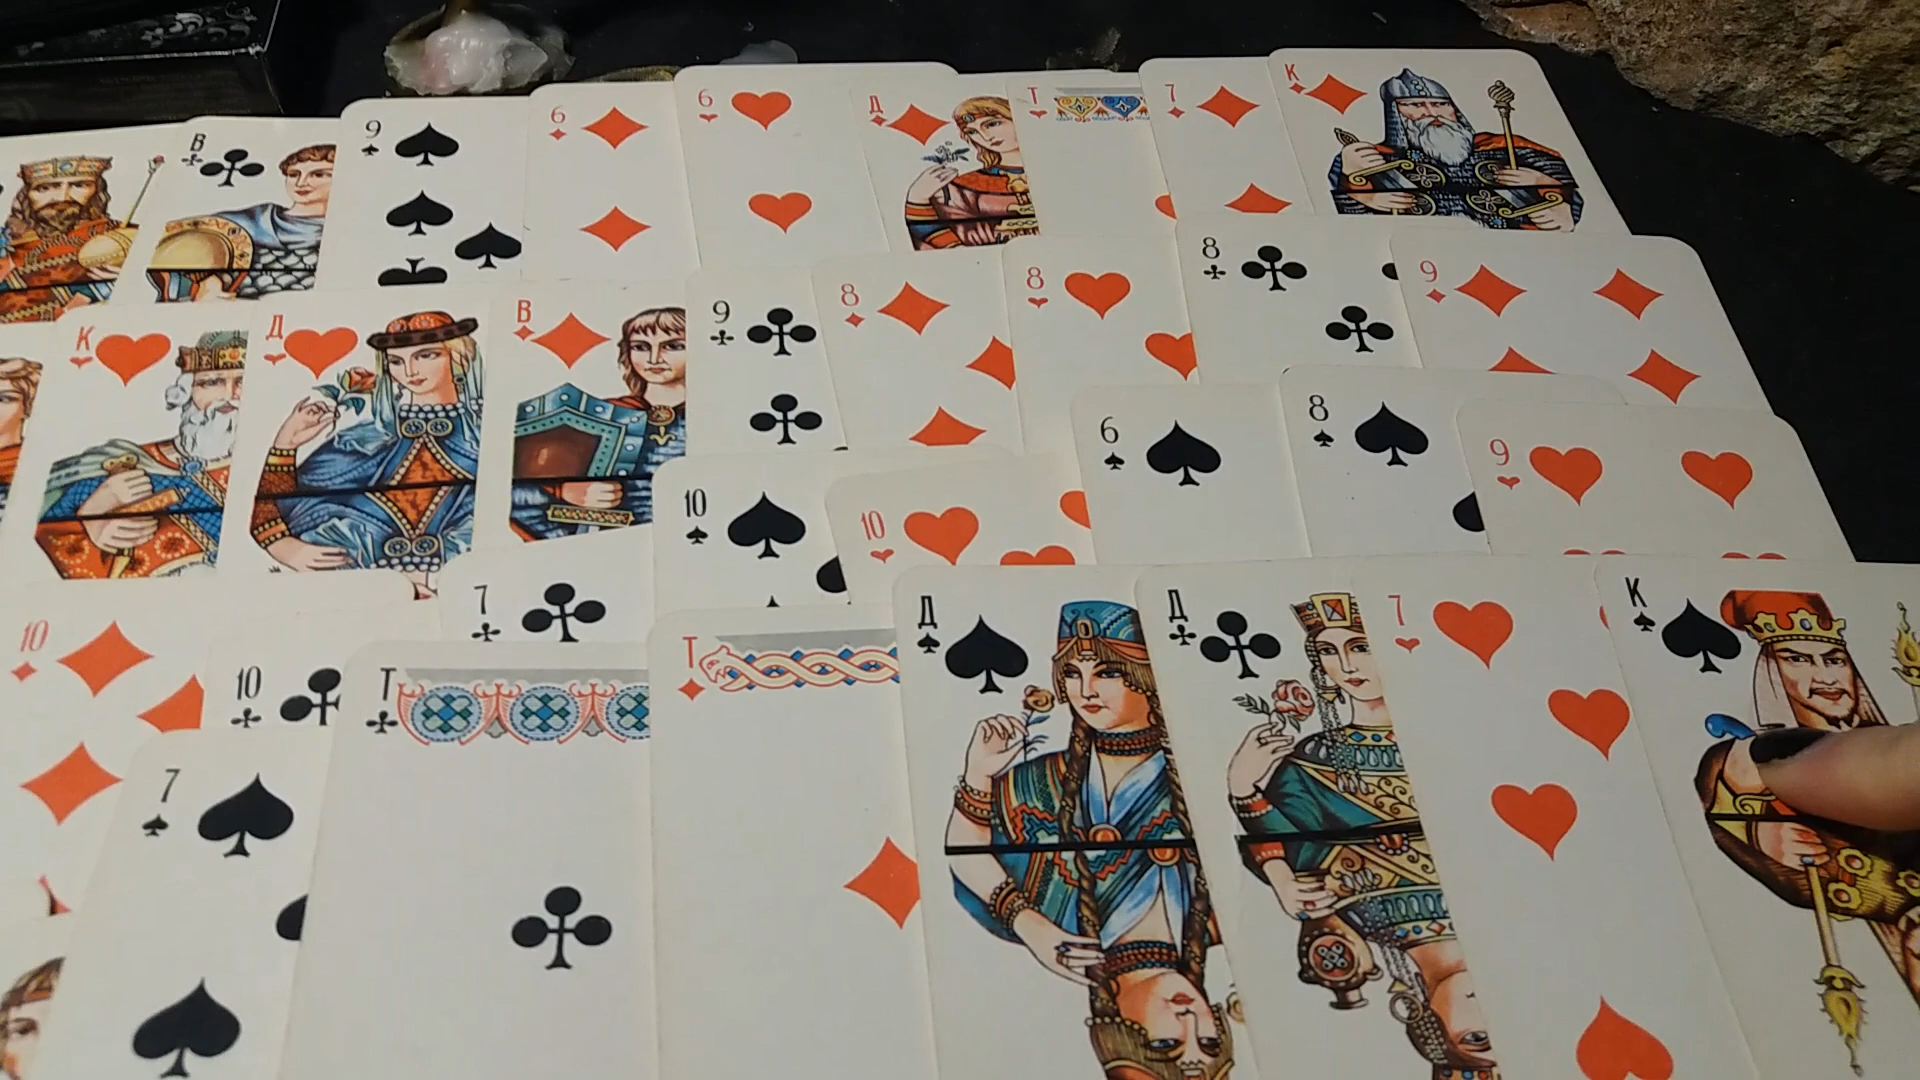 В 9 6 6 Д Т 7 К
К Д В 9 8 8 8 9
10 10 6 8 9
10 10 7
7 Т Т Д Д 7 К